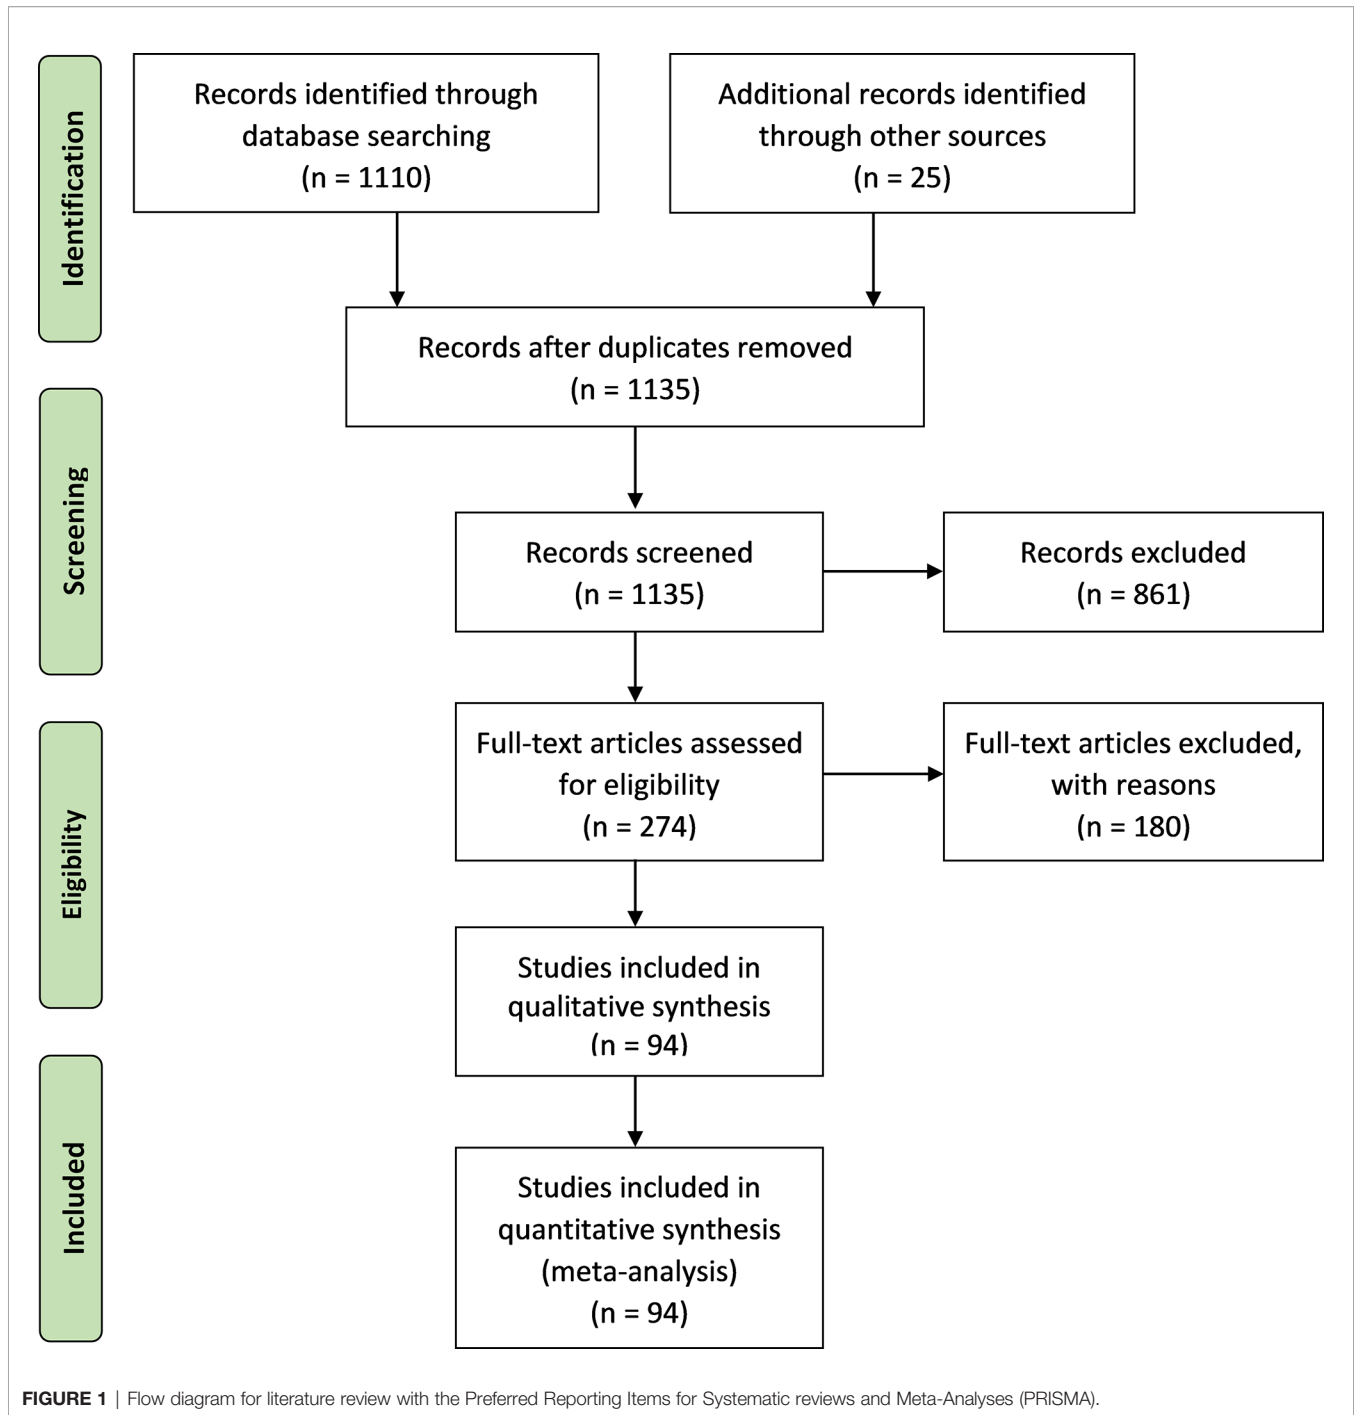 Identification
Records identified through
database searching
(n = 1110)
Additional records identified
through other sources
(n = 25)
Records after duplicates removed
(n = 1135)
Screening
Records screened
(n = 1135)
Records excluded
(n = 861)
Eligibility
Full-text articles assessed
for eligibility
(n = 274)
Full-text articles excluded,
with reasons
(n = 180)
Studies included in
qualitative synthesis
(n = 94)
Included
Studies included in
quantitative synthesis
(meta-analysis)
(n = 94)
FIGURE 1 | Flow diagram for literature review with the Preferred Reporting Items for Systematic reviews and Meta-Analyses (PRISMA).